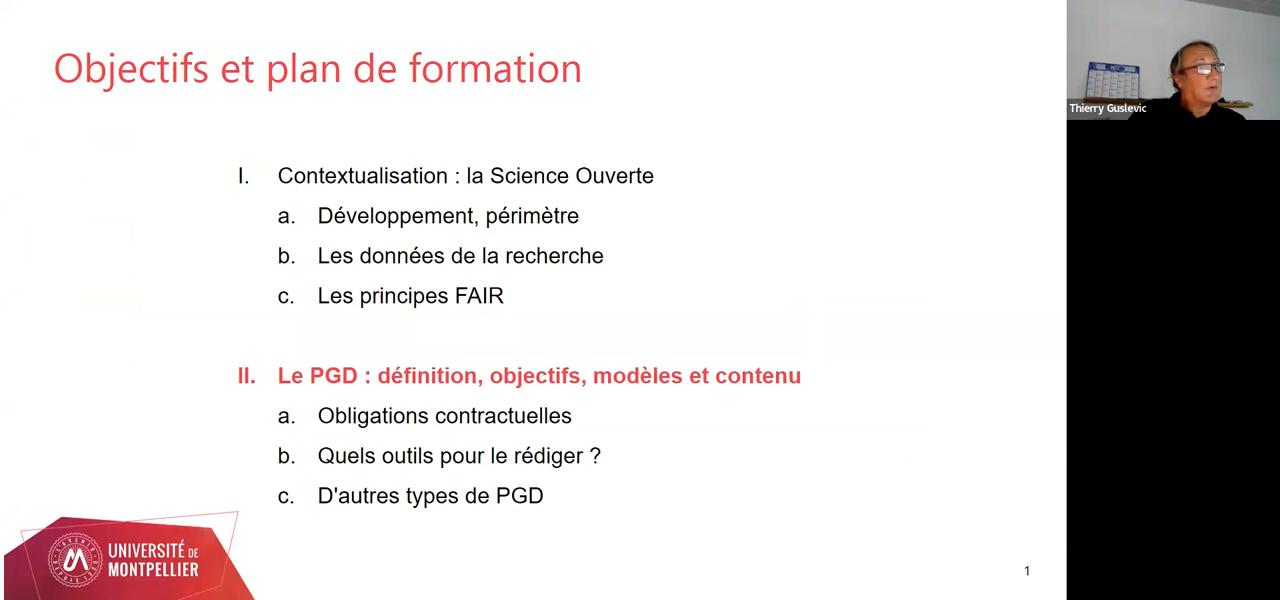 Objectifs et plan de formation
I. Contextualisation : la Science Ouverte
a. Développement, périmètre
b. Les données de la recherche
c. Les principes FAIR
II. Le PGD : définition, objectifs, modèles et contenu
a. Obligations contractuelles
b. Quels outils pour le rédiger ?
c. D'autres types de PGD
UNIVERSITÉ DE
MONTPELLIER
1
Thierry Guslevic